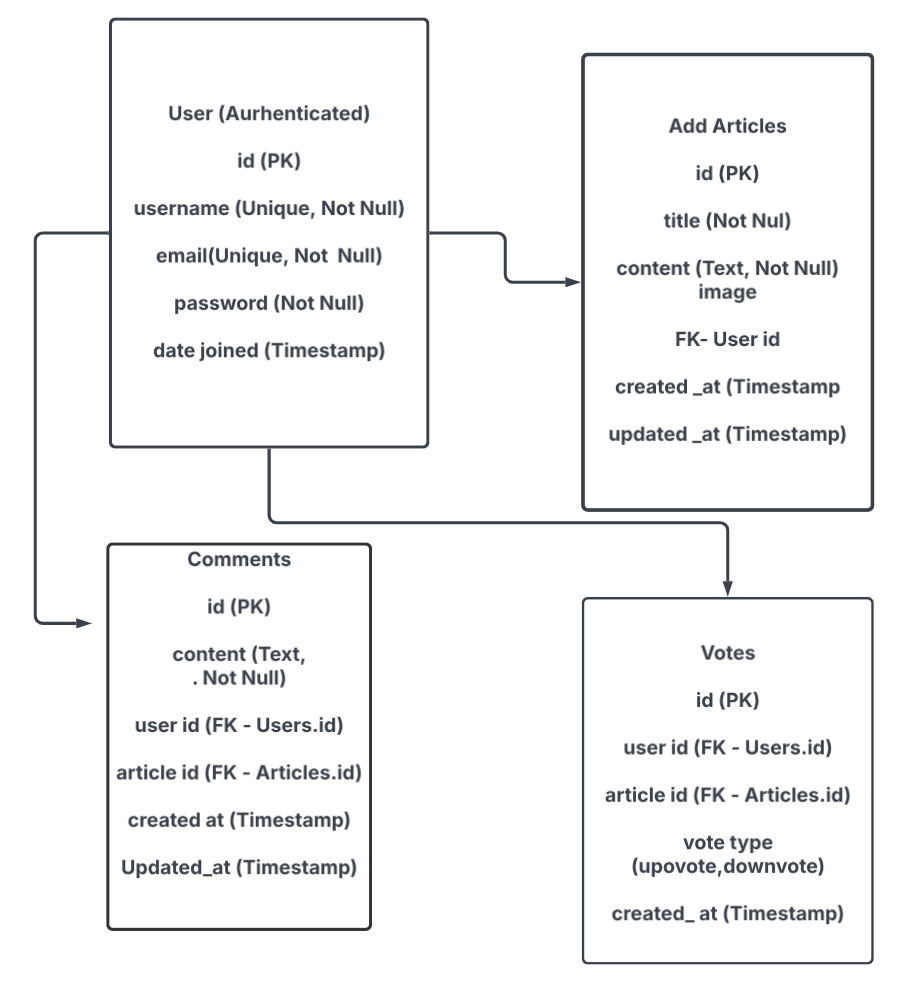 User (Aurhenticated)
id (PK)
username (Unique, Not Null)
email(Unique, Not  Null)
password (Not Null)
date joined (Timestamp)
Add Articles
id (PK)
title (Not Nul)
content (Text, Not Null)
image
FK- User id
created _at (Timestamp
updated _at (Timestamp)
Comments
id (PK)
content (Text,
. Not Null)
user id (FK - Users.id)
article id (FK - Articles.id)
created at (Timestamp)
Updated_at (Timestamp)
Votes
id (PK)
user id (FK - Users.id)
article id (FK - Articles.id)
vote type
(upovote,downvote)
created_ at (Timestamp)